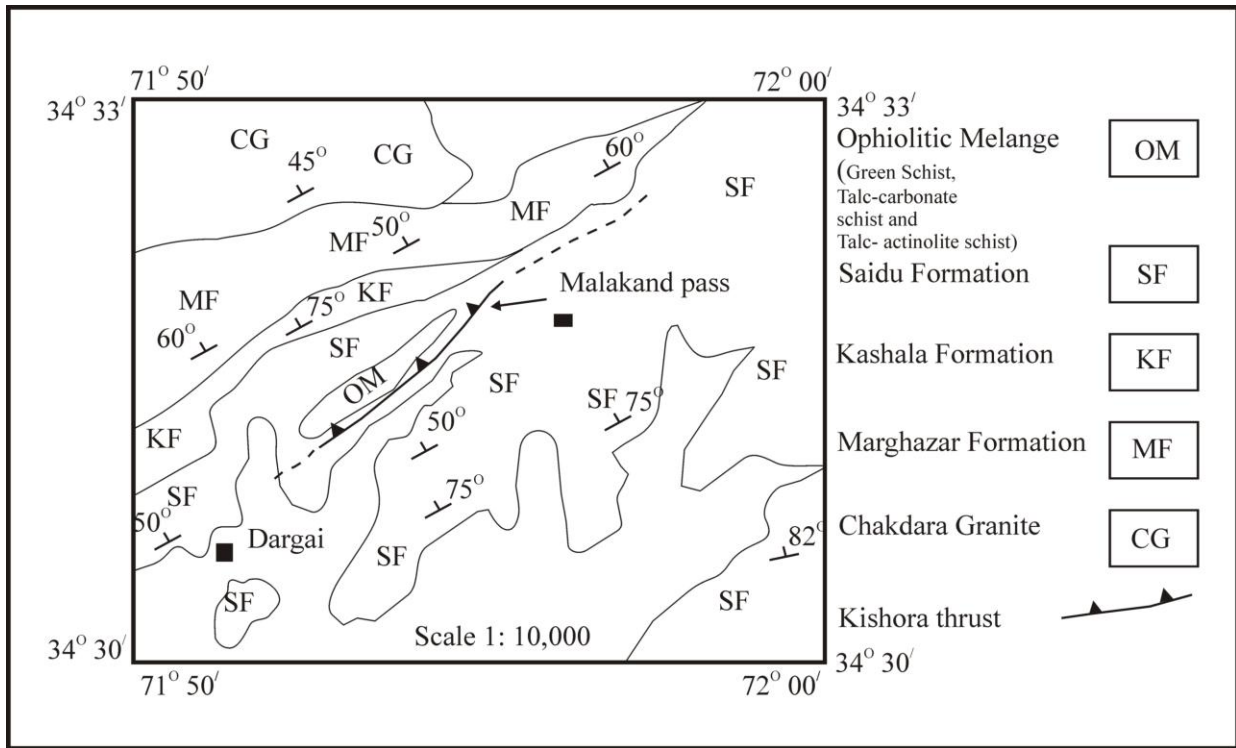 71° 50′
72° 00′
34° 33′
34° 33′
CG
CG
45°
60°
SF
MF
MF
50°
MF
KF
75°
60°
Malakand pass
SF
OM
SF
SF
SF
75°
KF
50°
SF
75°
50°
Dargai
SF
82°
SF
SF
Scale 1: 10,000
34° 30′
34° 30′
71° 50′
72° 00′
Ophiolitic Melange
(Green Schist,
Talc-carbonate
schist and
Talc- actinolite schist)
OM
Saidu Formation
SF
Kashala Formation
KF
Marghazar Formation
MF
Chakdara Granite
CG
Kishora thrust